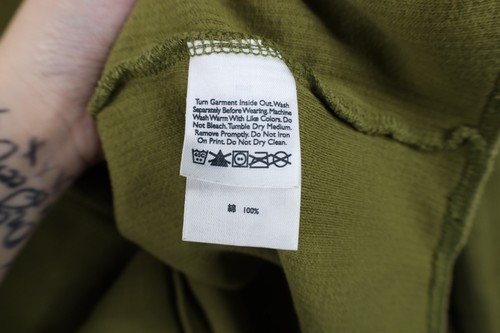 Turn Garment Inside Out. Wash
Separately Before Wearing. Machine
Wash Warm With Like Colors. Do
Not Bleach. Tumble Dry Medium.
Remove Promptly. Do Not Iron
On Print. Do Not Dry Clean.
綿 100%